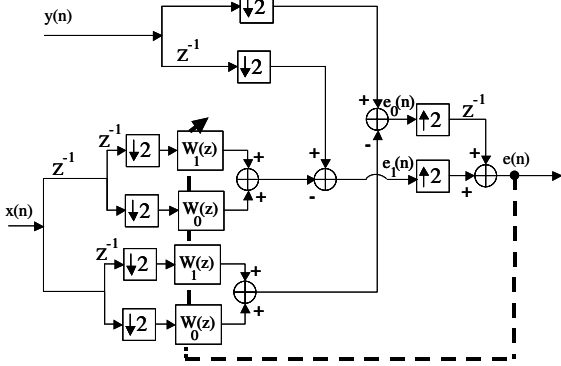 ↓2
y(n)
Z⁻¹
↓2
+
e₀(n)
↑2
Z⁻¹
-
Z⁻¹
↓2
W₁(z)
+
+
+
e(n)
Z⁻¹
e₁(n)
↑2
+
-
+
x(n)
↓2
W₀(z)
Z⁻¹
↓2
W₁(z)
+
+
↓2
W₀(z)